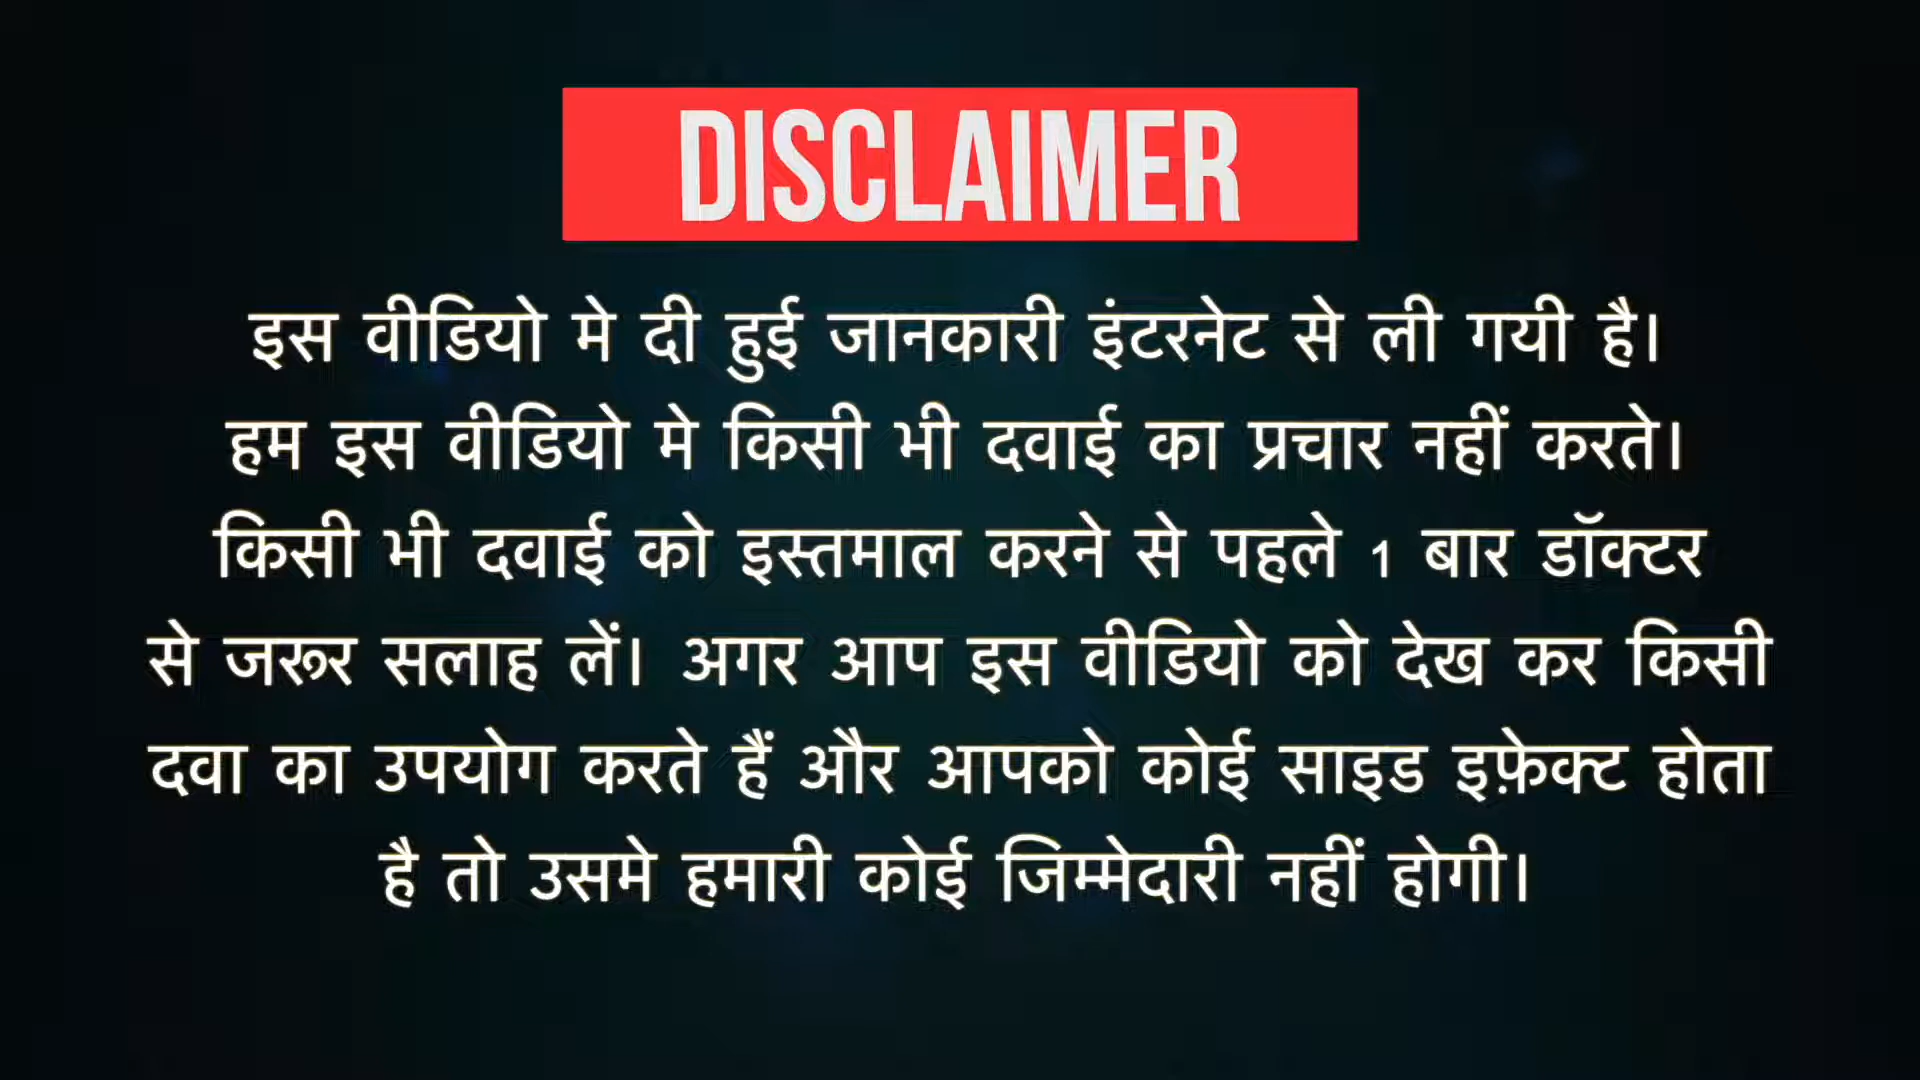 DISCLAIMER
इस वीडियो मे दी हुई जानकारी इंटरनेट से ली गयी है।
हम इस वीडियो मे किसी भी दवाई का प्रचार नहीं करते।
किसी भी दवाई को इस्तमाल करने से पहले 1 बार डॉक्टर
से जरूर सलाह लें। अगर आप इस वीडियो को देख कर किसी
दवा का उपयोग करते हैं और आपको कोई साइड इफ़ेक्ट होता
है तो उसमे हमारी कोई जिम्मेदारी नहीं होगी।